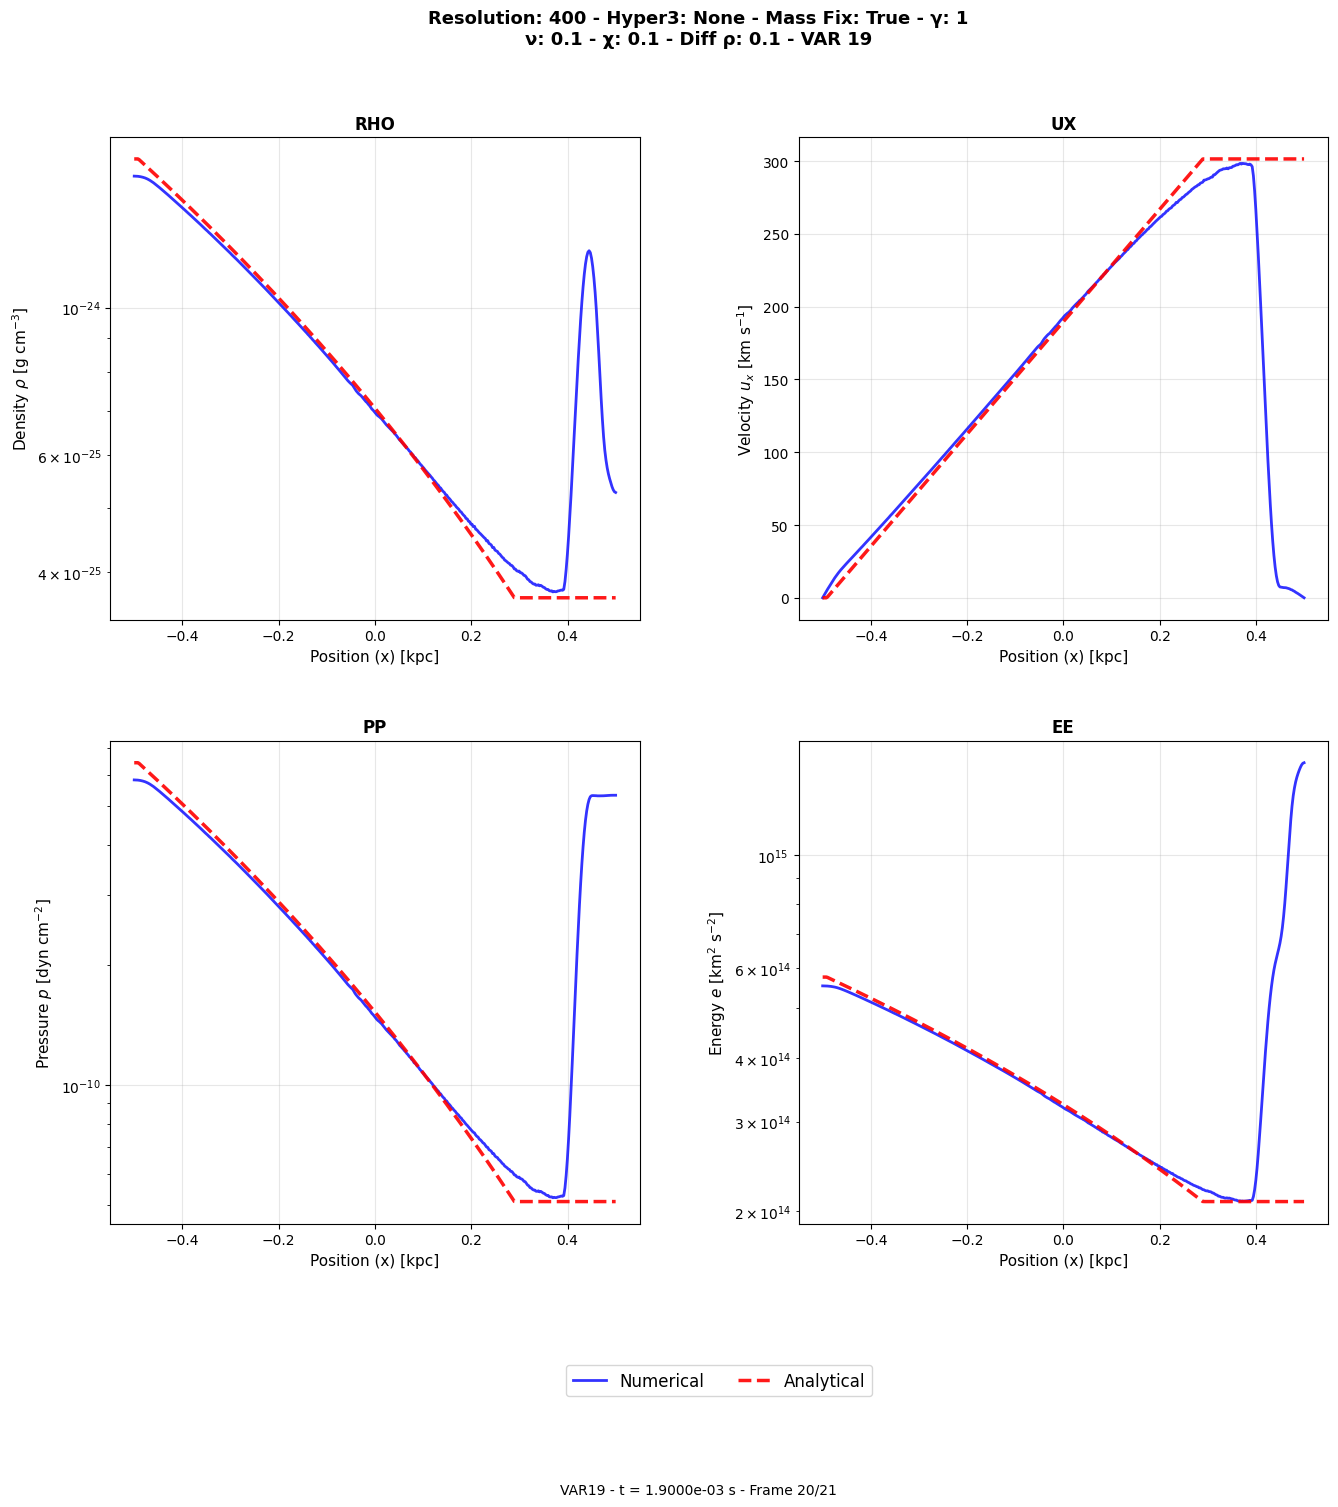 Resolution: 400 - Hyper3: None - Mass Fix: True - γ: 1
ν: 0.1 - χ: 0.1 - Diff ρ: 0.1 - VAR 19
RHO
Density ρ [g cm⁻³]
10⁻²⁴
6 × 10⁻²⁵
4 × 10⁻²⁵
−0.4 −0.2 0.0 0.2 0.4
Position (x) [kpc]
UX
Velocity uₓ [km s⁻¹]
300
250
200
150
100
50
0
−0.4 −0.2 0.0 0.2 0.4
Position (x) [kpc]
PP
Pressure p [dyn cm⁻²]
10⁻¹⁰
−0.4 −0.2 0.0 0.2 0.4
Position (x) [kpc]
EE
Energy e [km² s⁻²]
10¹⁵
6 × 10¹⁴
4 × 10¹⁴
3 × 10¹⁴
2 × 10¹⁴
−0.4 −0.2 0.0 0.2 0.4
Position (x) [kpc]
Numerical Analytical
VAR19 - t = 1.9000e-03 s - Frame 20/21